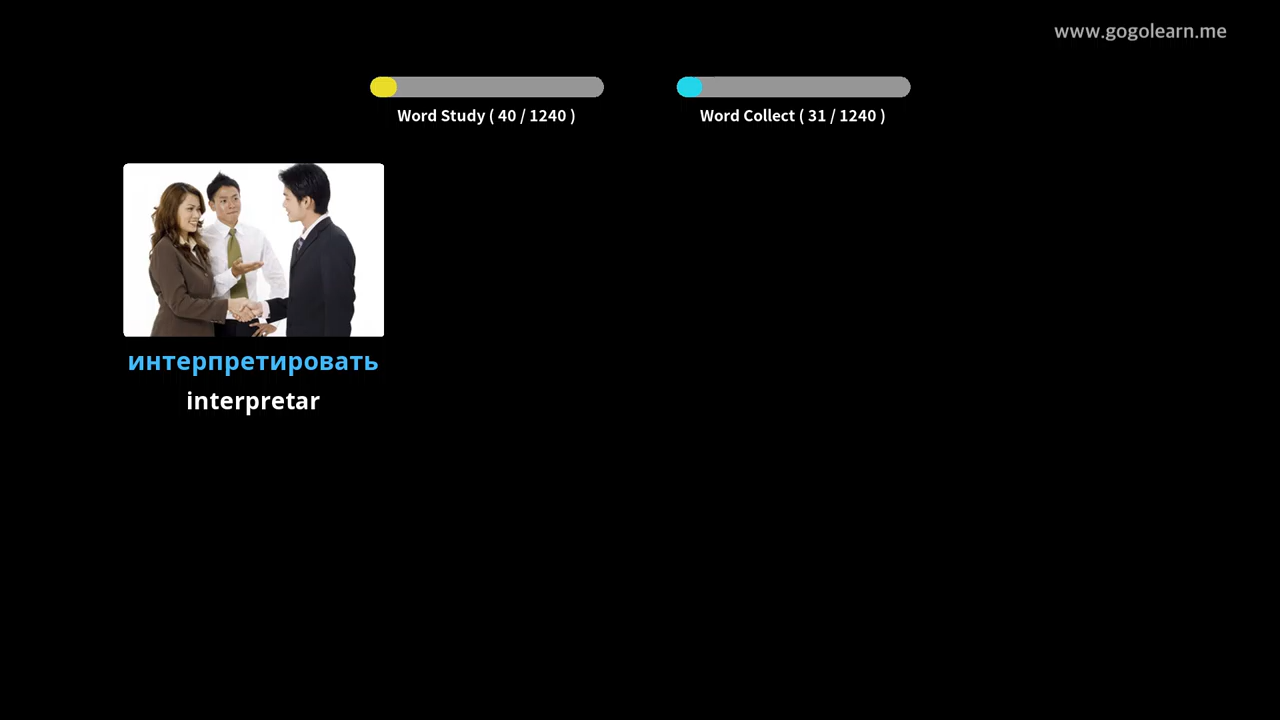 www.gogolearn.me
Word Study ( 40 / 1240 )
Word Collect ( 31 / 1240 )
интерпретировать
interpretar